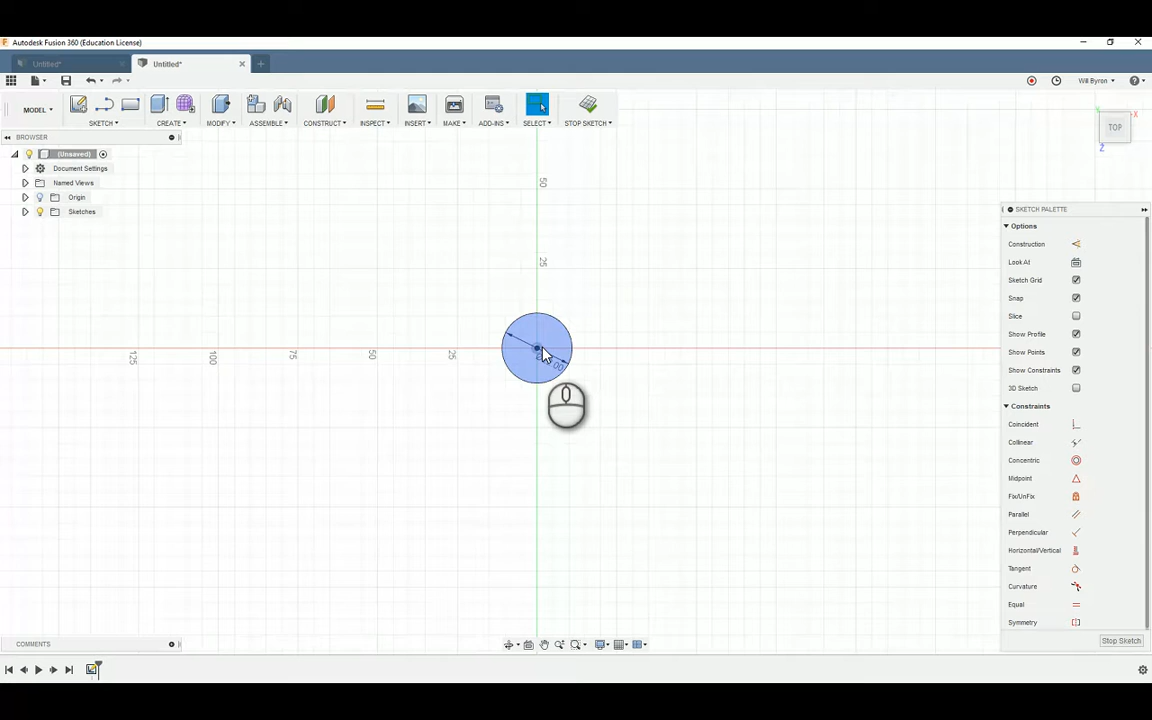 Autodesk Fusion 360 (Education License)
Untitled*
Untitled*
Will Byron
MODEL
SKETCH
CREATE
MODIFY
ASSEMBLE
CONSTRUCT
INSPECT
INSERT
MAKE
ADD-INS
SELECT
STOP SKETCH
BROWSER
(Unsaved)
Document Settings
Named Views
Origin
Sketches
TOP
X
Z
50
25
125
100
75
50
25
SKETCH PALETTE
Options
Construction
Look At
Sketch Grid
Snap
Slice
Show Profile
Show Points
Show Constraints
3D Sketch
Constraints
Coincident
Collinear
Concentric
Midpoint
Fix/UnFix
Parallel
Perpendicular
Horizontal/Vertical
Tangent
Curvature
Equal
Symmetry
Stop Sketch
COMMENTS